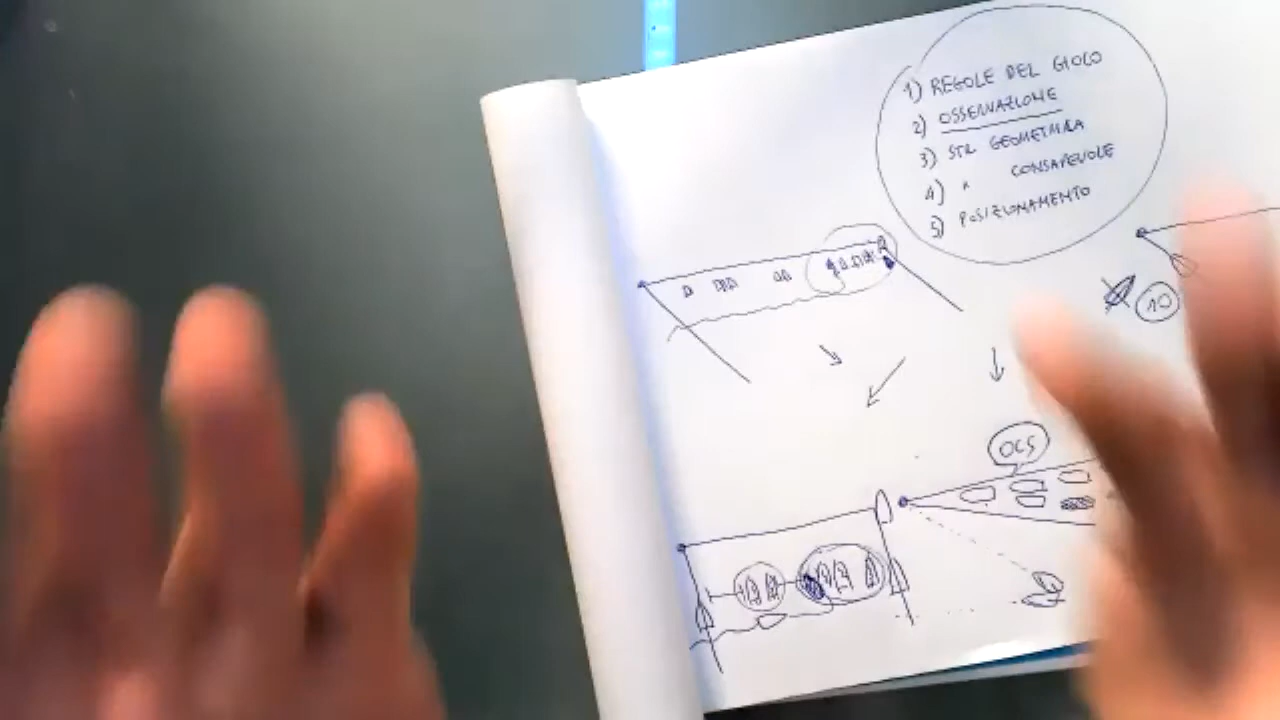 1) REGOLE DEL GIOCO
2) OSSERVAZIONE
3) STR GEOMETRICA
4) " CONSAPEVOLE
5) POSIZIONAMENTO
10
OCS